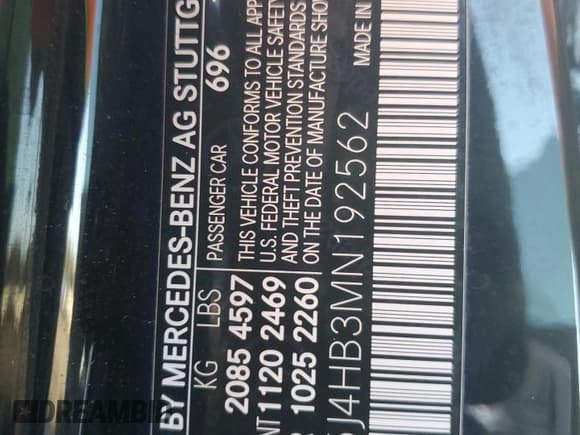 BY MERCEDES-BENZ AG STUTTG
KG LBS PASSENGER CAR 696
2085 4597 THIS VEHICLE CONFORMS TO ALL APP
1120 2469 U.S. FEDERAL MOTOR VEHICLE SAFETY
1025 2260 AND THEFT PREVENTION STANDARDS
ON THE DATE OF MANUFACTURE SHO
J4HB3MN192562 MADE IN
DREAMBID